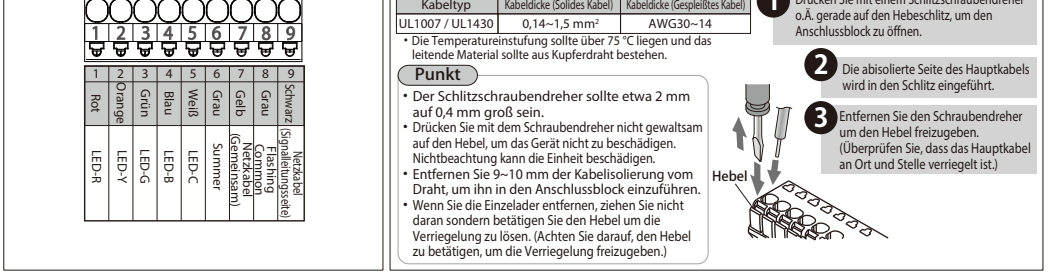 1 2 3 4 5 6 7 8 9
1 2 3 4 5 6 7 8 9
Rot Orange Grün Blau Weiß Grau Gelb Grau Schwarz
LED-R
LED-Y
LED-G
LED-B
LED-C
Summer
Netzkabel
(Gemeinsam)
Flashing
Common
Netzkabel
(Signalleitungsseite)
Kabeltyp Kabeldicke (Solides Kabel) Kabeldicke (Gespleißtes Kabel)
UL1007 / UL1430 0,14~1,5 mm² AWG30~14
• Die Temperatureinstufung sollte über 75 °C liegen und das
leitende Material sollte aus Kupferdraht bestehen.
Punkt
• Der Schlitzschraubendreher sollte etwa 2 mm
auf 0,4 mm groß sein.
• Drücken Sie mit dem Schraubendreher nicht gewaltsam
auf den Hebel, um das Gerät nicht zu beschädigen.
Nichtbeachtung kann die Einheit beschädigen.
• Entfernen Sie 9~10 mm der Kabelisolierung vom
Draht, um ihn in den Anschlussblock einzuführen.
• Wenn Sie die Einzelader entfernen, ziehen Sie nicht
daran sondern betätigen Sie den Hebel um die
Verriegelung zu lösen. (Achten Sie darauf, den Hebel
zu betätigen, um die Verriegelung freizugeben.)
1 Drücken Sie mit einem Schlitzschraubendreher
o.Ä. gerade auf den Hebeschlitz, um den
Anschlussblock zu öffnen.
2 Die abisolierte Seite des Hauptkabels
wird in den Schlitz eingeführt.
3 Entfernen Sie den Schraubendreher
um den Hebel freizugeben.
(Überprüfen Sie, dass das Hauptkabel
an Ort und Stelle verriegelt ist.)
Hebel